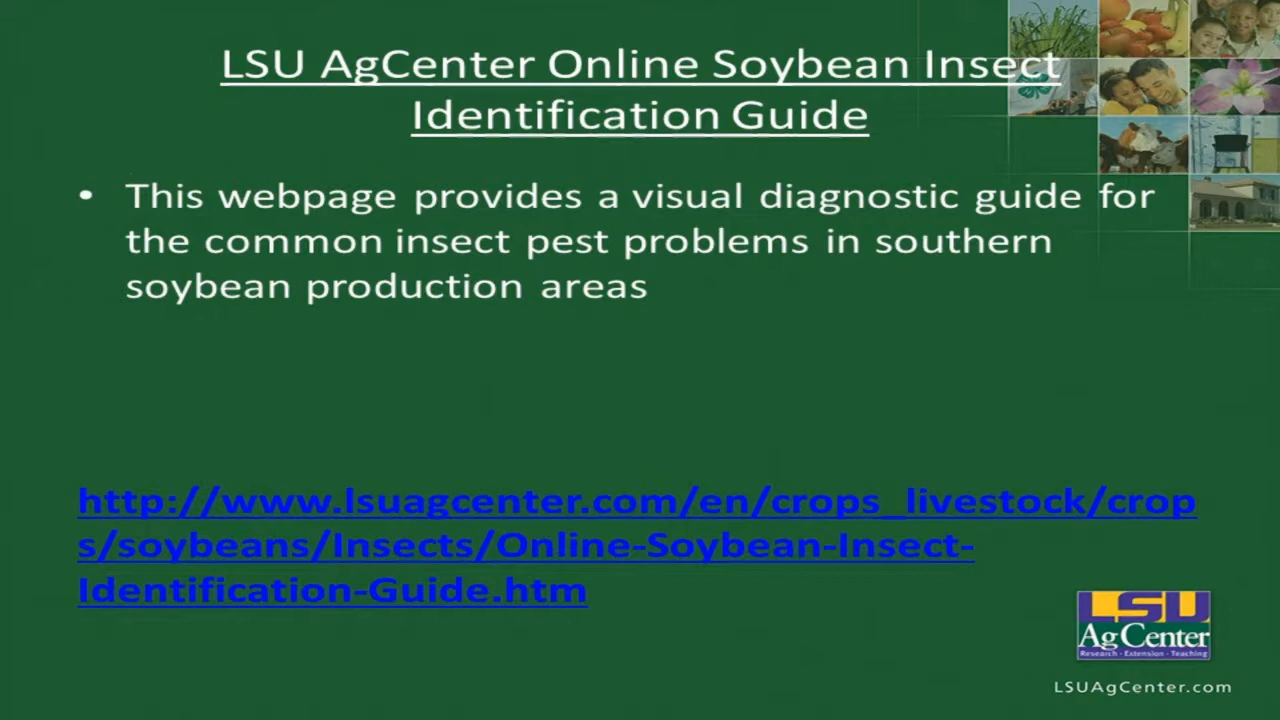 LSU AgCenter Online Soybean Insect
Identification Guide
• This webpage provides a visual diagnostic guide for
the common insect pest problems in southern
soybean production areas
http://www.lsuagcenter.com/en/crops_livestock/crop
s/soybeans/Insects/Online-Soybean-Insect-
Identification-Guide.htm
LSU
AgCenter
Research · Extension · Teaching
LSUAgCenter.com